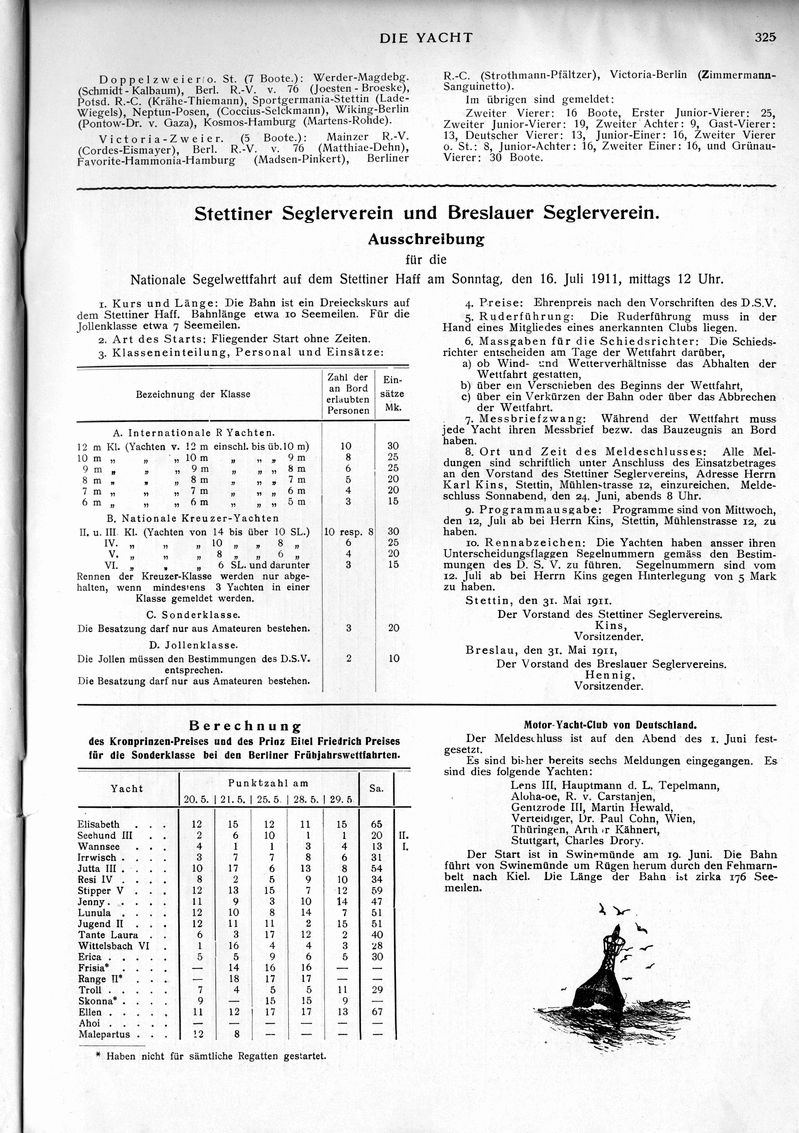 DIE YACHT 325
Doppelzweier o. St. (7 Boote.): Werder-Magdebg.
(Schmidt-Kalbaum), Berl. R.-V. v. 76 (Joesten-Broeske),
Potsd. R.-C. (Krähe-Thiemann), Sportgermania-Stettin (Lade-
Wiegels), Neptun-Posen, (Coccius-Selckmann), Wiking-Berlin
(Pontow-Dr. v. Gaza), Kosmos-Hamburg (Martens-Rohde).
Victoria-Zweier. (5 Boote.): Mainzer R.-V.
(Cordes-Eismayer), Berl. R.-V. v. 76 (Matthiae-Dehn),
Favorite-Hammonia-Hamburg (Madsen-Pinkert), Berliner
R.-C. (Strothmann-Pfältzer), Victoria-Berlin (Zimmermann-
Sanguinetto).
Im übrigen sind gemeldet:
Zweiter Vierer: 16 Boote, Erster Junior-Vierer: 25,
Zweiter Junior-Vierer: 19, Zweiter Achter: 9, Gast-Vierer:
13, Deutscher Vierer: 13, Junior-Einer: 16, Zweiter Vierer
o. St.: 8, Junior-Achter: 16, Zweiter Einer: 16, und Grünau-
Vierer: 30 Boote.
Stettiner Seglerverein und Breslauer Seglerverein.
Ausschreibung
für die
Nationale Segelwettfahrt auf dem Stettiner Haff am Sonntag, den 16. Juli 1911, mittags 12 Uhr.
1. Kurs und Länge: Die Bahn ist ein Dreieckskurs auf
dem Stettiner Haff. Bahnlänge etwa 10 Seemeilen. Für die
Jollenklasse etwa 7 Seemeilen.
2. Art des Starts: Fliegender Start ohne Zeiten.
3. Klasseneinteilung, Personal und Einsätze:
Bezeichnung der Klasse | Zahl der an Bord erlaubten Personen | Ein-sätze Mk.
A. Internationale R Yachten.
12 m Kl. (Yachten v. 12 m einschl. bis üb. 10 m) 10 30
10 m „ „ „ 10 m „ „ „ 9 m 8 25
9 m „ „ „ 9 m „ „ „ 8 m 6 25
8 m „ „ „ 8 m „ „ „ 7 m 5 20
7 m „ „ „ 7 m „ „ „ 6 m 4 20
6 m „ „ „ 6 m „ „ „ 5 m 3 15
B. Nationale Kreuzer-Yachten
II. u. III. Kl. (Yachten von 14 bis über 10 SL.) 10 resp. 8 30
IV. „ „ „ 10 „ „ 8 „ 6 25
V. „ „ „ 8 „ „ 6 „ 4 20
VI. „ „ „ 6 SL. und darunter 3 15
Rennen der Kreuzer-Klasse werden nur abge-
halten, wenn mindestens 3 Yachten in einer
Klasse gemeldet werden.
C. Sonderklasse.
Die Besatzung darf nur aus Amateuren bestehen. 3 20
D. Jollenklasse.
Die Jollen müssen den Bestimmungen des D.S.V. 2 10
entsprechen.
Die Besatzung darf nur aus Amateuren bestehen.
4. Preise: Ehrenpreis nach den Vorschriften des D.S.V.
5. Ruderführung: Die Ruderführung muss in der
Hand eines Mitgliedes eines anerkannten Clubs liegen.
6. Massgaben für die Schiedsrichter: Die Schieds-
richter entscheiden am Tage der Wettfahrt darüber,
a) ob Wind- und Wetterverhältnisse das Abhalten der
Wettfahrt gestatten,
b) über ein Verschieben des Beginns der Wettfahrt,
c) über ein Verkürzen der Bahn oder über das Abbrechen
der Wettfahrt.
7. Messbriefzwang: Während der Wettfahrt muss
jede Yacht ihren Messbrief bezw. das Bauzeugnis an Bord
haben.
8. Ort und Zeit des Meldeschlusses: Alle Mel-
dungen sind schriftlich unter Anschluss des Einsatzbetrages
an den Vorstand des Stettiner Seglervereins, Adresse Herrn
Karl Kins, Stettin, Mühlenstrasse 12, einzureichen. Melde-
schluss Sonnabend, den 24. Juni, abends 8 Uhr.
9. Programmausgabe: Programme sind von Mittwoch,
den 12, Juli ab bei Herrn Kins, Stettin, Mühlenstrasse 12, zu
haben.
10. Rennabzeichen: Die Yachten haben ansser ihren
Unterscheidungsflaggen Segelnummern gemäss den Bestim-
mungen des D. S. V. zu führen. Segelnummern sind vom
12. Juli ab bei Herrn Kins gegen Hinterlegung von 5 Mark
zu haben.
Stettin, den 31. Mai 1911.
Der Vorstand des Stettiner Seglervereins.
Kins,
Vorsitzender.
Breslau, den 31. Mai 1911,
Der Vorstand des Breslauer Seglervereins.
Hennig,
Vorsitzender.
Berechnung
des Kronprinzen-Preises und des Prinz Eitel Friedrich Preises
für die Sonderklasse bei den Berliner Frühjahrswettfahrten.
Yacht | Punktzahl am | Sa.
20. 5. | 21. 5. | 25. 5. | 28. 5. | 29. 5
Elisabeth . . . 12 15 12 11 15 65
Seehund III . . 2 6 10 1 1 20 II.
Wannsee . . . 4 1 1 3 4 13 I.
Irrwisch . . . . 3 7 7 8 6 31
Jutta III . . . . 10 17 6 13 8 54
Resi IV . . . . 8 2 5 9 10 34
Stipper V . . . 12 13 15 7 12 59
Jenny . . . . . 11 9 3 10 14 47
Lunula . . . . 12 10 8 14 7 51
Jugend II . . . 12 11 11 2 15 51
Tante Laura . . 6 3 17 12 2 40
Wittelsbach VI . 1 16 4 4 3 28
Erica . . . . . 5 5 9 6 5 30
Frisia* . . . . — 14 16 16 — —
Range II* . . . — 18 17 17 — —
Troll . . . . . 7 4 5 5 11 29
Skonna* . . . . 9 — 15 15 9 —
Ellen . . . . . 11 12 17 17 13 67
Ahoi . . . . . — — — — — —
Malepartus . . . 12 8 — — — —
* Haben nicht für sämtliche Regatten gestartet.
Motor-Yacht-Club von Deutschland.
Der Meldeschluss ist auf den Abend des 1. Juni fest-
gesetzt.
Es sind bisher bereits sechs Meldungen eingegangen. Es
sind dies folgende Yachten:
Lens III, Hauptmann d. L. Tepelmann,
Aloha-oe, R. v. Carstanjen,
Gentzrode III, Martin Hewald,
Verteidiger, Dr. Paul Cohn, Wien,
Thüringen, Arthur Kähnert,
Stuttgart, Charles Drory.
Der Start ist in Swinemünde am 19. Juni. Die Bahn
führt von Swinemünde um Rügen herum durch den Fehmarn-
belt nach Kiel. Die Länge der Bahn ist zirka 176 See-
meilen.